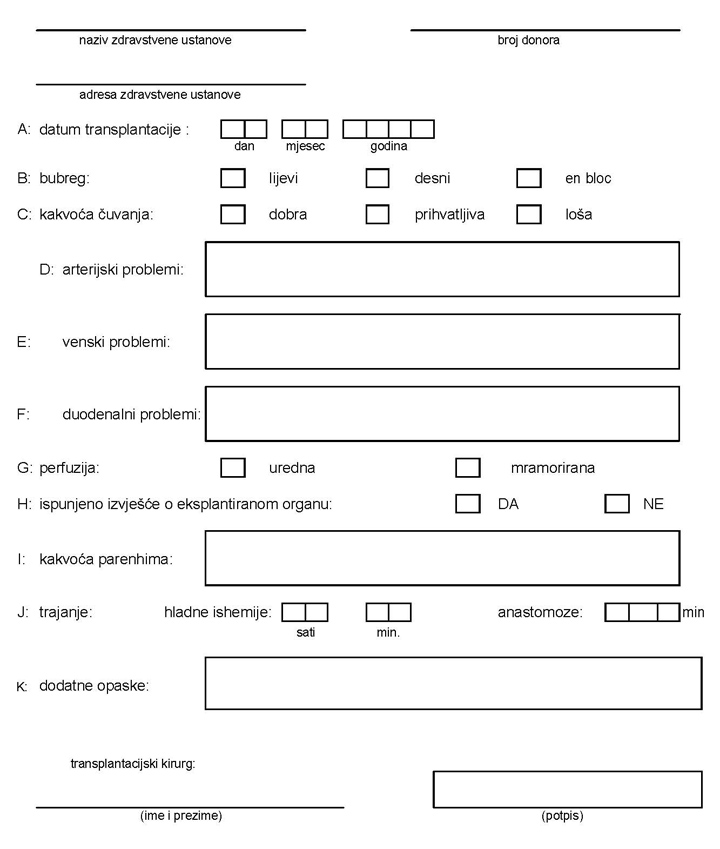 naziv zdravstvene ustanove broj donora
adresa zdravstvene ustanove
A: datum transplantacije :
dan mjesec godina
B: bubreg: lijevi desni en bloc
C: kakvoća čuvanja: dobra prihvatljiva loša
D: arterijski problemi:
E: venski problemi:
F: duodenalni problemi:
G: perfuzija: uredna mramorirana
H: ispunjeno izvješće o eksplantiranom organu: DA NE
I: kakvoća parenhima:
J: trajanje: hladne ishemije: anastomoze: min
sati min.
K: dodatne opaske:
transplantacijski kirurg:
(ime i prezime) (potpis)